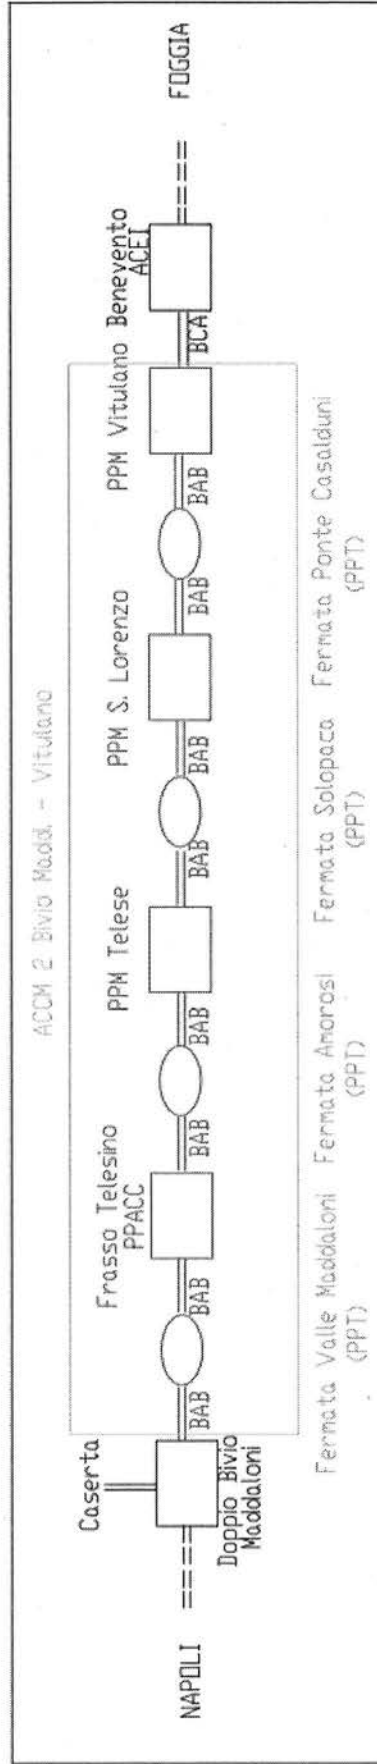 ACCM 2 Bivio Madd. - Vitulano
NAPOLI
Caserta
Doppio Bivio
Maddaloni
BAB
BAB
Frasso Telesino
PPACC
BAB
BAB
PPM Telese
BAB
BAB
PPM S. Lorenzo
BAB
BAB
PPM Vitulano
BCA
Benevento
ACEI
FOGGIA
Fermata Valle Maddaloni
(PPT)
Fermata Amorosi
(PPT)
Fermata Solopaca
(PPT)
Fermata Ponte Casalduni
(PPT)